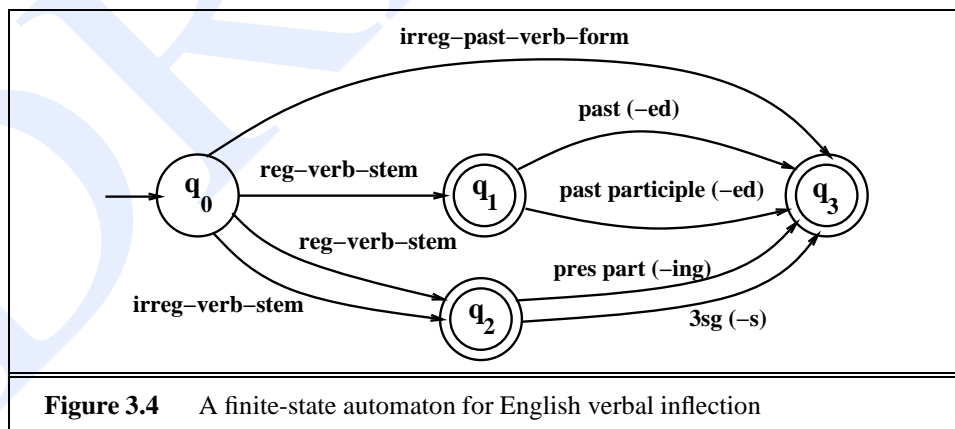 irreg−past−verb−form
past (−ed)
reg−verb−stem
q0
q1
past participle (−ed)
q3
reg−verb−stem
pres part (−ing)
irreg−verb−stem
q2
3sg (−s)
Figure 3.4 A finite-state automaton for English verbal inflection